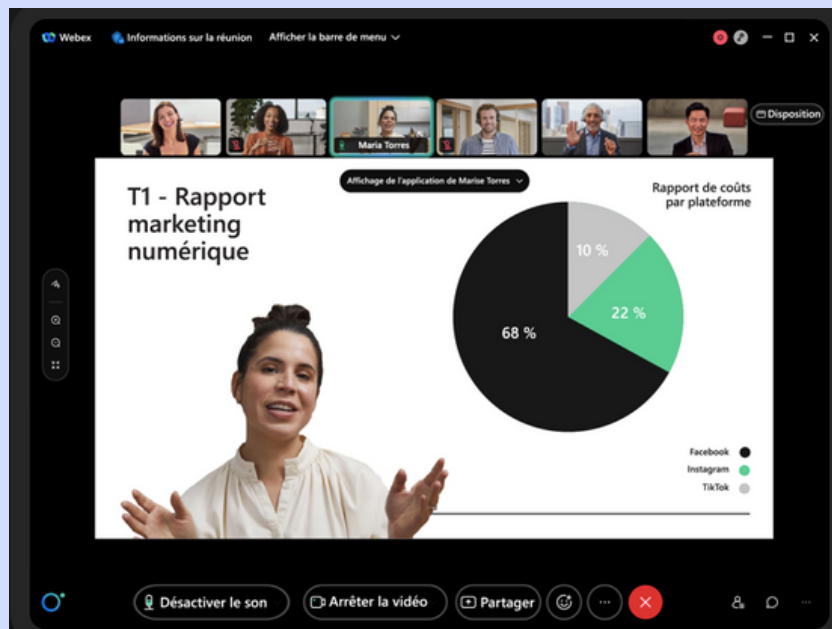 Webex
Informations sur la réunion
Afficher la barre de menu
Disposition
Maria Torres
Affichage de l'application de Marise Torres
T1 - Rapport
marketing
numérique
Rapport de coûts
par plateforme
10 %
22 %
68 %
Facebook
Instagram
TikTok
Désactiver le son
Arrêter la vidéo
Partager